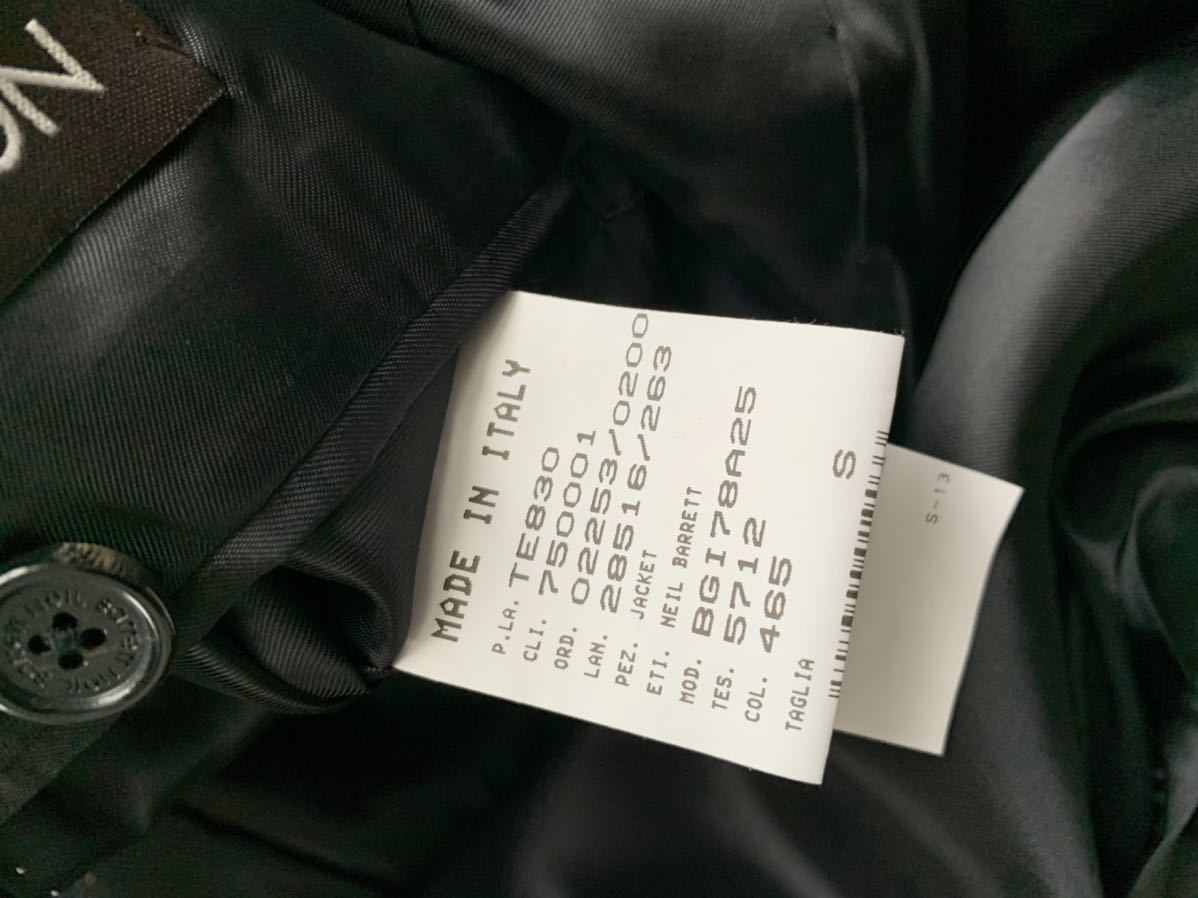 MADE IN ITALY
P.LA. TE830
CLI. 750001
ORD. 02253/0200
LAN. 28516/263
PEZ. JACKET
ETI. NEIL BARRETT
MOD. BGI78A25
TES. 5712
COL. 465
TAGLIA S
S-13